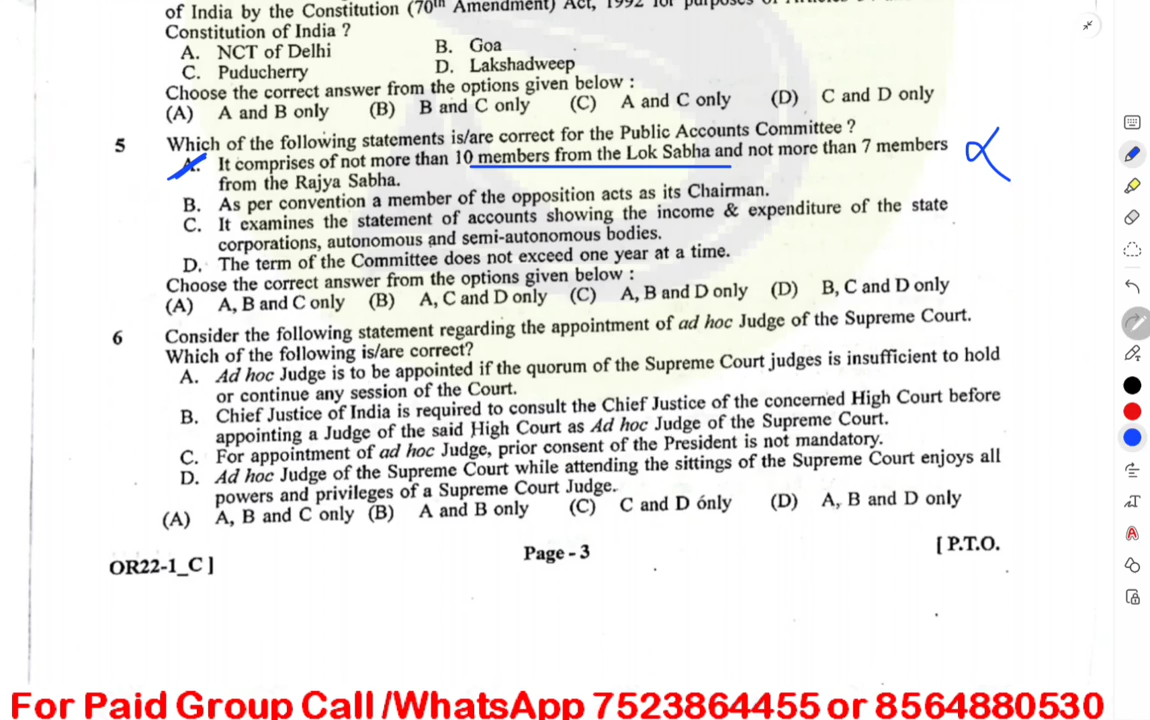 of India by the Constitution (70th Amendment) Act, 1992 for purposes of
Constitution of India ?
A. NCT of Delhi B. Goa
C. Puducherry D. Lakshadweep
Choose the correct answer from the options given below :
(A) A and B only (B) B and C only (C) A and C only (D) C and D only
5 Which of the following statements is/are correct for the Public Accounts Committee ?
A. It comprises of not more than 10 members from the Lok Sabha and not more than 7 members
from the Rajya Sabha.
B. As per convention a member of the opposition acts as its Chairman.
C. It examines the statement of accounts showing the income & expenditure of the state
corporations, autonomous and semi-autonomous bodies.
D. The term of the Committee does not exceed one year at a time.
Choose the correct answer from the options given below :
(A) A, B and C only (B) A, C and D only (C) A, B and D only (D) B, C and D only
6 Consider the following statement regarding the appointment of ad hoc Judge of the Supreme Court.
Which of the following is/are correct?
A. Ad hoc Judge is to be appointed if the quorum of the Supreme Court judges is insufficient to hold
or continue any session of the Court.
B. Chief Justice of India is required to consult the Chief Justice of the concerned High Court before
appointing a Judge of the said High Court as Ad hoc Judge of the Supreme Court.
C. For appointment of ad hoc Judge, prior consent of the President is not mandatory.
D. Ad hoc Judge of the Supreme Court while attending the sittings of the Supreme Court enjoys all
powers and privileges of a Supreme Court Judge.
(A) A, B and C only (B) A and B only (C) C and D only (D) A, B and D only
OR22-1_C ] Page - 3 [ P.T.O.
For Paid Group Call /WhatsApp 7523864455 or 8564880530